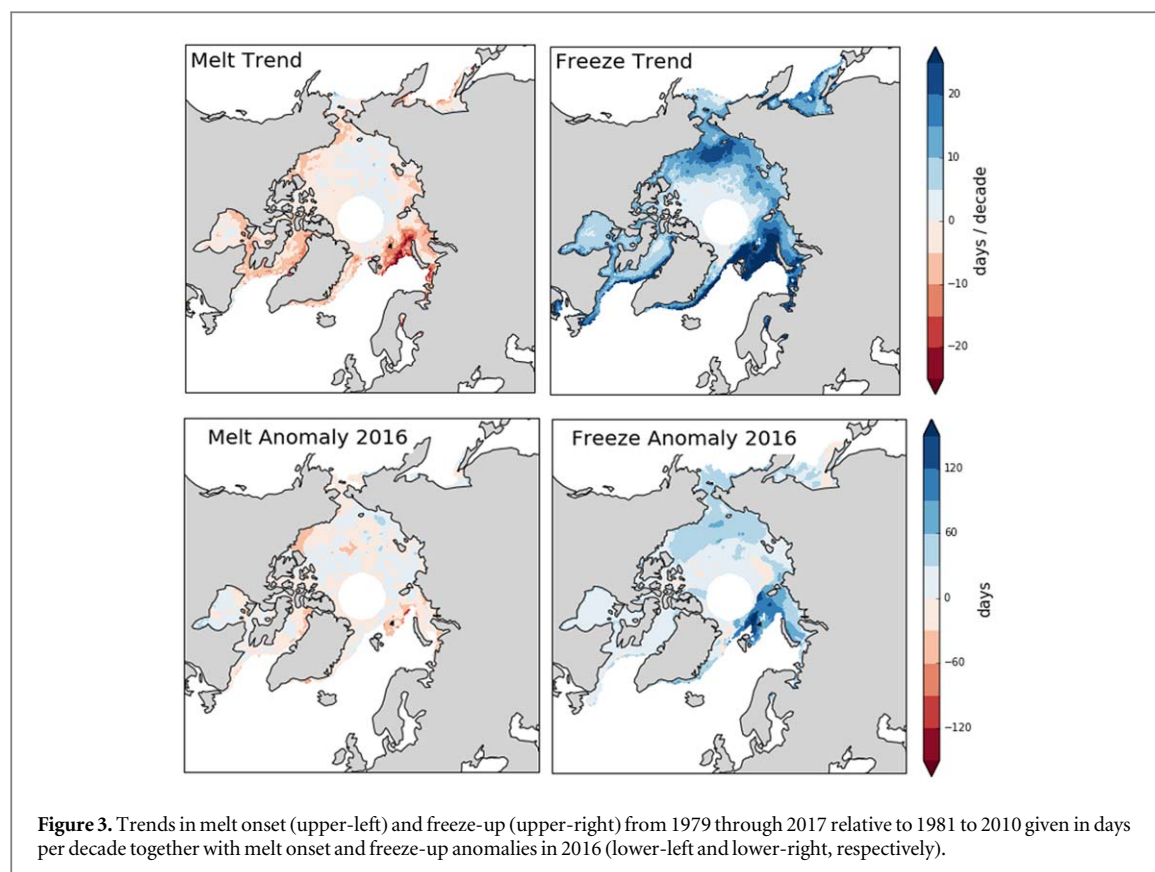 Melt Trend
Freeze Trend
20
10
0
−10
−20
days / decade
Melt Anomaly 2016
Freeze Anomaly 2016
120
60
0
−60
−120
days
Figure 3. Trends in melt onset (upper-left) and freeze-up (upper-right) from 1979 through 2017 relative to 1981 to 2010 given in days
per decade together with melt onset and freeze-up anomalies in 2016 (lower-left and lower-right, respectively).